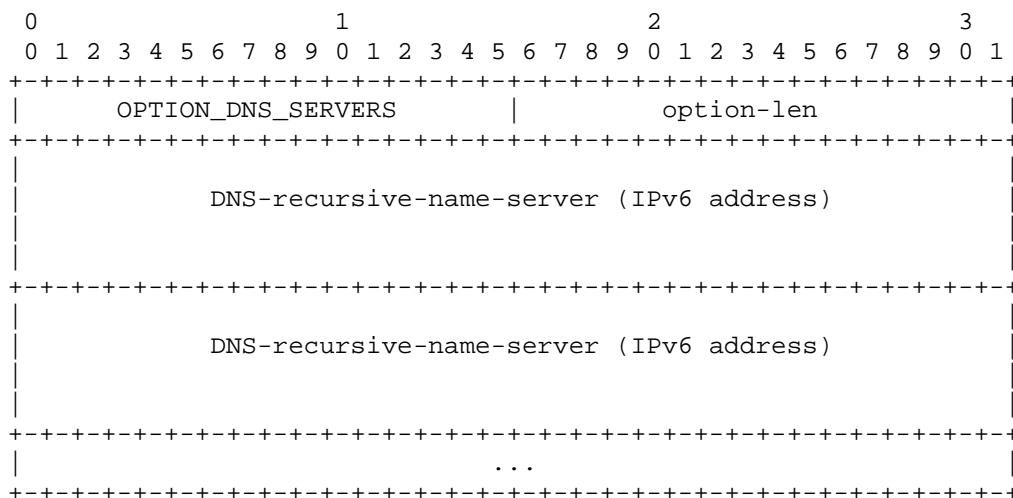 0                   1                   2                   3
 0 1 2 3 4 5 6 7 8 9 0 1 2 3 4 5 6 7 8 9 0 1 2 3 4 5 6 7 8 9 0 1
+-+-+-+-+-+-+-+-+-+-+-+-+-+-+-+-+-+-+-+-+-+-+-+-+-+-+-+-+-+-+-+-+
|      OPTION_DNS_SERVERS       |         option-len            |
+-+-+-+-+-+-+-+-+-+-+-+-+-+-+-+-+-+-+-+-+-+-+-+-+-+-+-+-+-+-+-+-+
|                                                               |
|            DNS-recursive-name-server (IPv6 address)           |
|                                                               |
|                                                               |
+-+-+-+-+-+-+-+-+-+-+-+-+-+-+-+-+-+-+-+-+-+-+-+-+-+-+-+-+-+-+-+-+
|                                                               |
|            DNS-recursive-name-server (IPv6 address)           |
|                                                               |
|                                                               |
+-+-+-+-+-+-+-+-+-+-+-+-+-+-+-+-+-+-+-+-+-+-+-+-+-+-+-+-+-+-+-+-+
|                              ...                              |
+-+-+-+-+-+-+-+-+-+-+-+-+-+-+-+-+-+-+-+-+-+-+-+-+-+-+-+-+-+-+-+-+